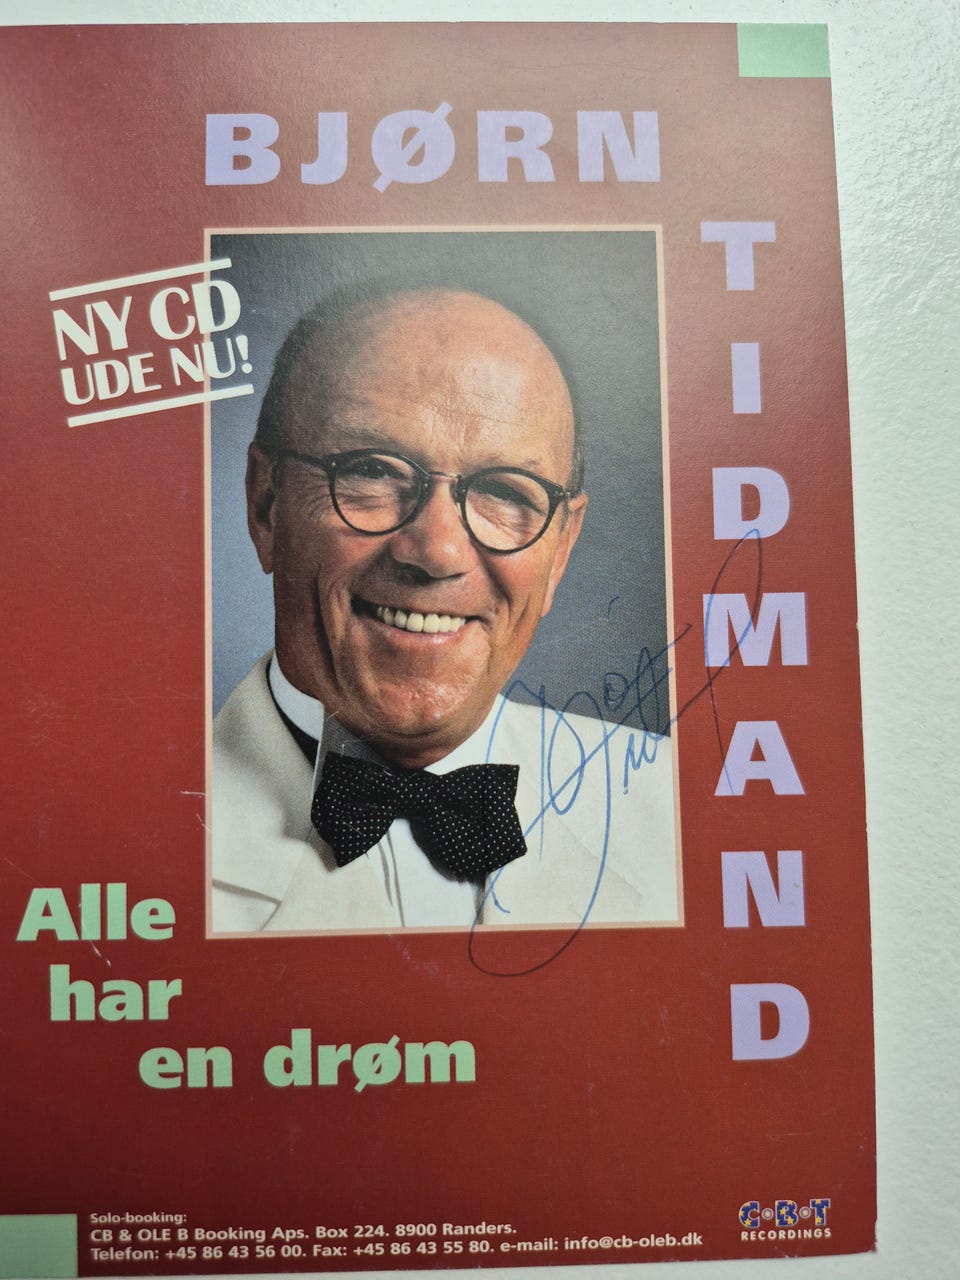 BJØRN
TIDMAND
NY CD
UDE NU!
Alle
har
en drøm
Solo-booking:
CB & OLE B Booking Aps. Box 224. 8900 Randers.
Telefon: +45 86 43 56 00. Fax: +45 86 43 55 80. e-mail: info@cb-oleb.dk
C•B•T
RECORDINGS